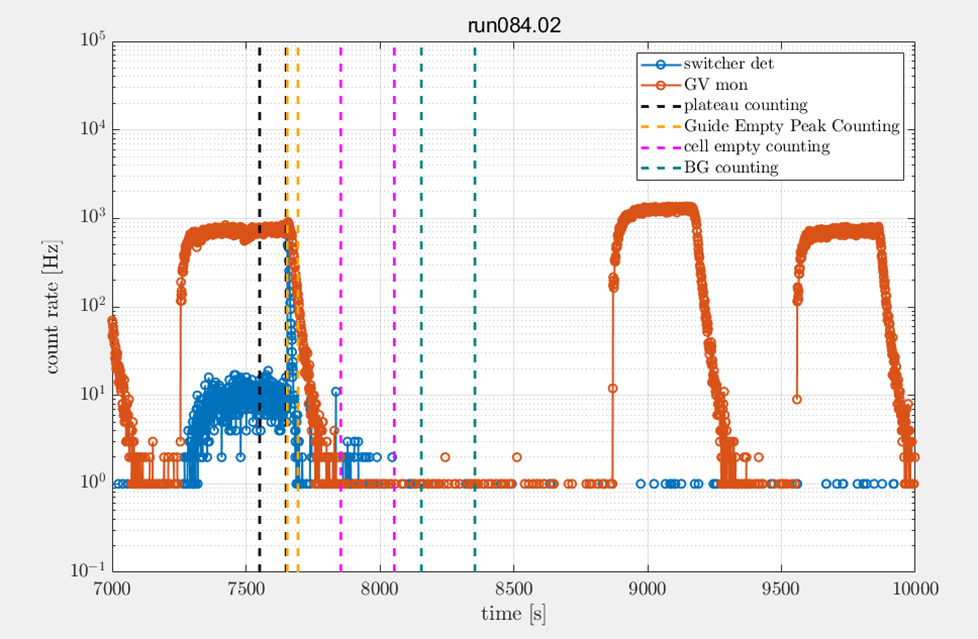 run084.02
switcher det
GV mon
plateau counting
Guide Empty Peak Counting
cell empty counting
BG counting
count rate [Hz]
10^5
10^4
10^3
10^2
10^1
10^0
10^-1
7000 7500 8000 8500 9000 9500 10000
time [s]